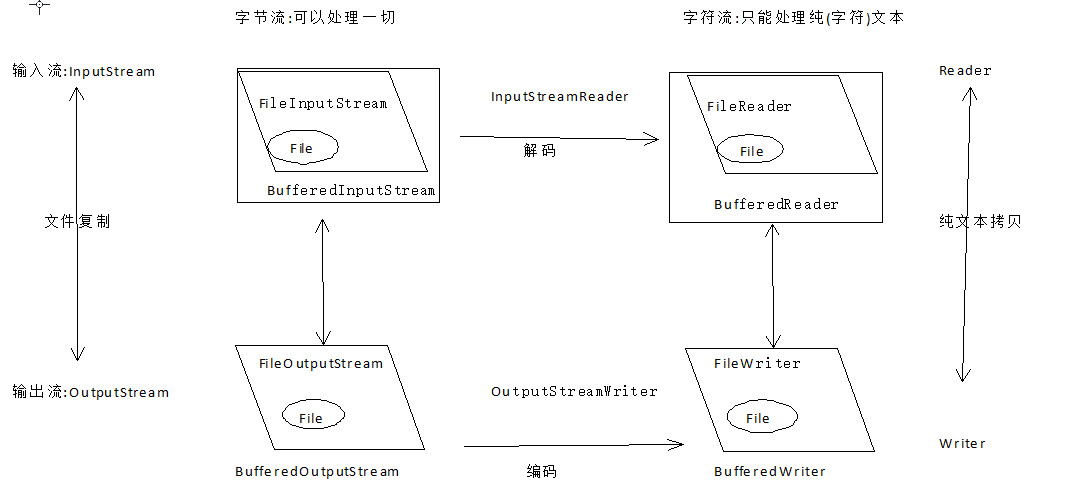 字节流:可以处理一切
字符流:只能处理纯(字符)文本
输入流:InputStream
FileInputStream
File
BufferedInputStream
InputStreamReader
解码
FileReader
File
BufferedReader
Reader
文件复制
纯文本拷贝
输出流:OutputStream
FileOutputStream
File
BufferedOutputStream
OutputStreamWriter
编码
FileWriter
File
BufferedWriter
Writer